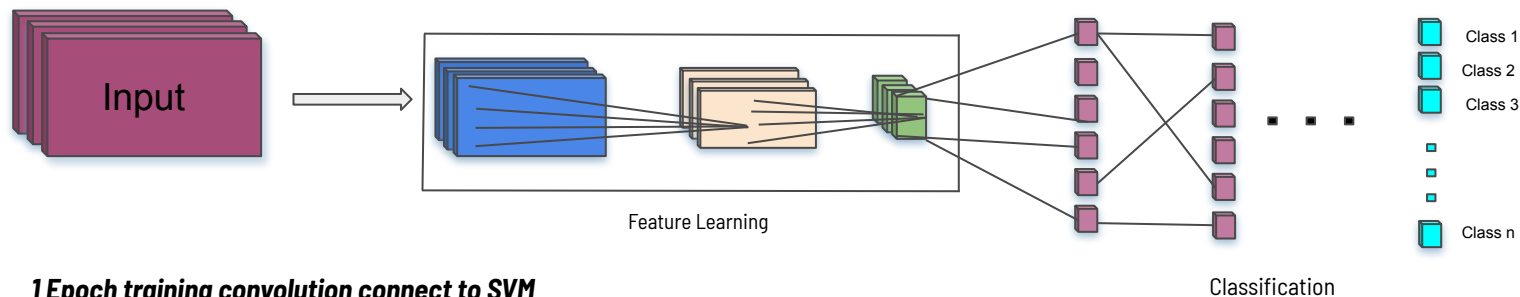 Input
Class 1
Class 2
Class 3
Class n
Feature Learning
Classification
1 Epoch training convolution connect to SVM